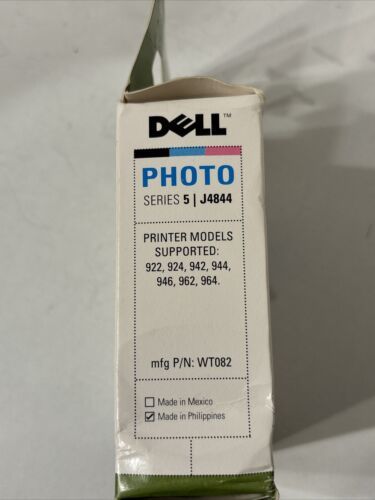 DELL™
PHOTO
SERIES 5 | J4844
PRINTER MODELS
SUPPORTED:
922, 924, 942, 944,
946, 962, 964.
mfg P/N: WT082
Made in Mexico
Made in Philippines